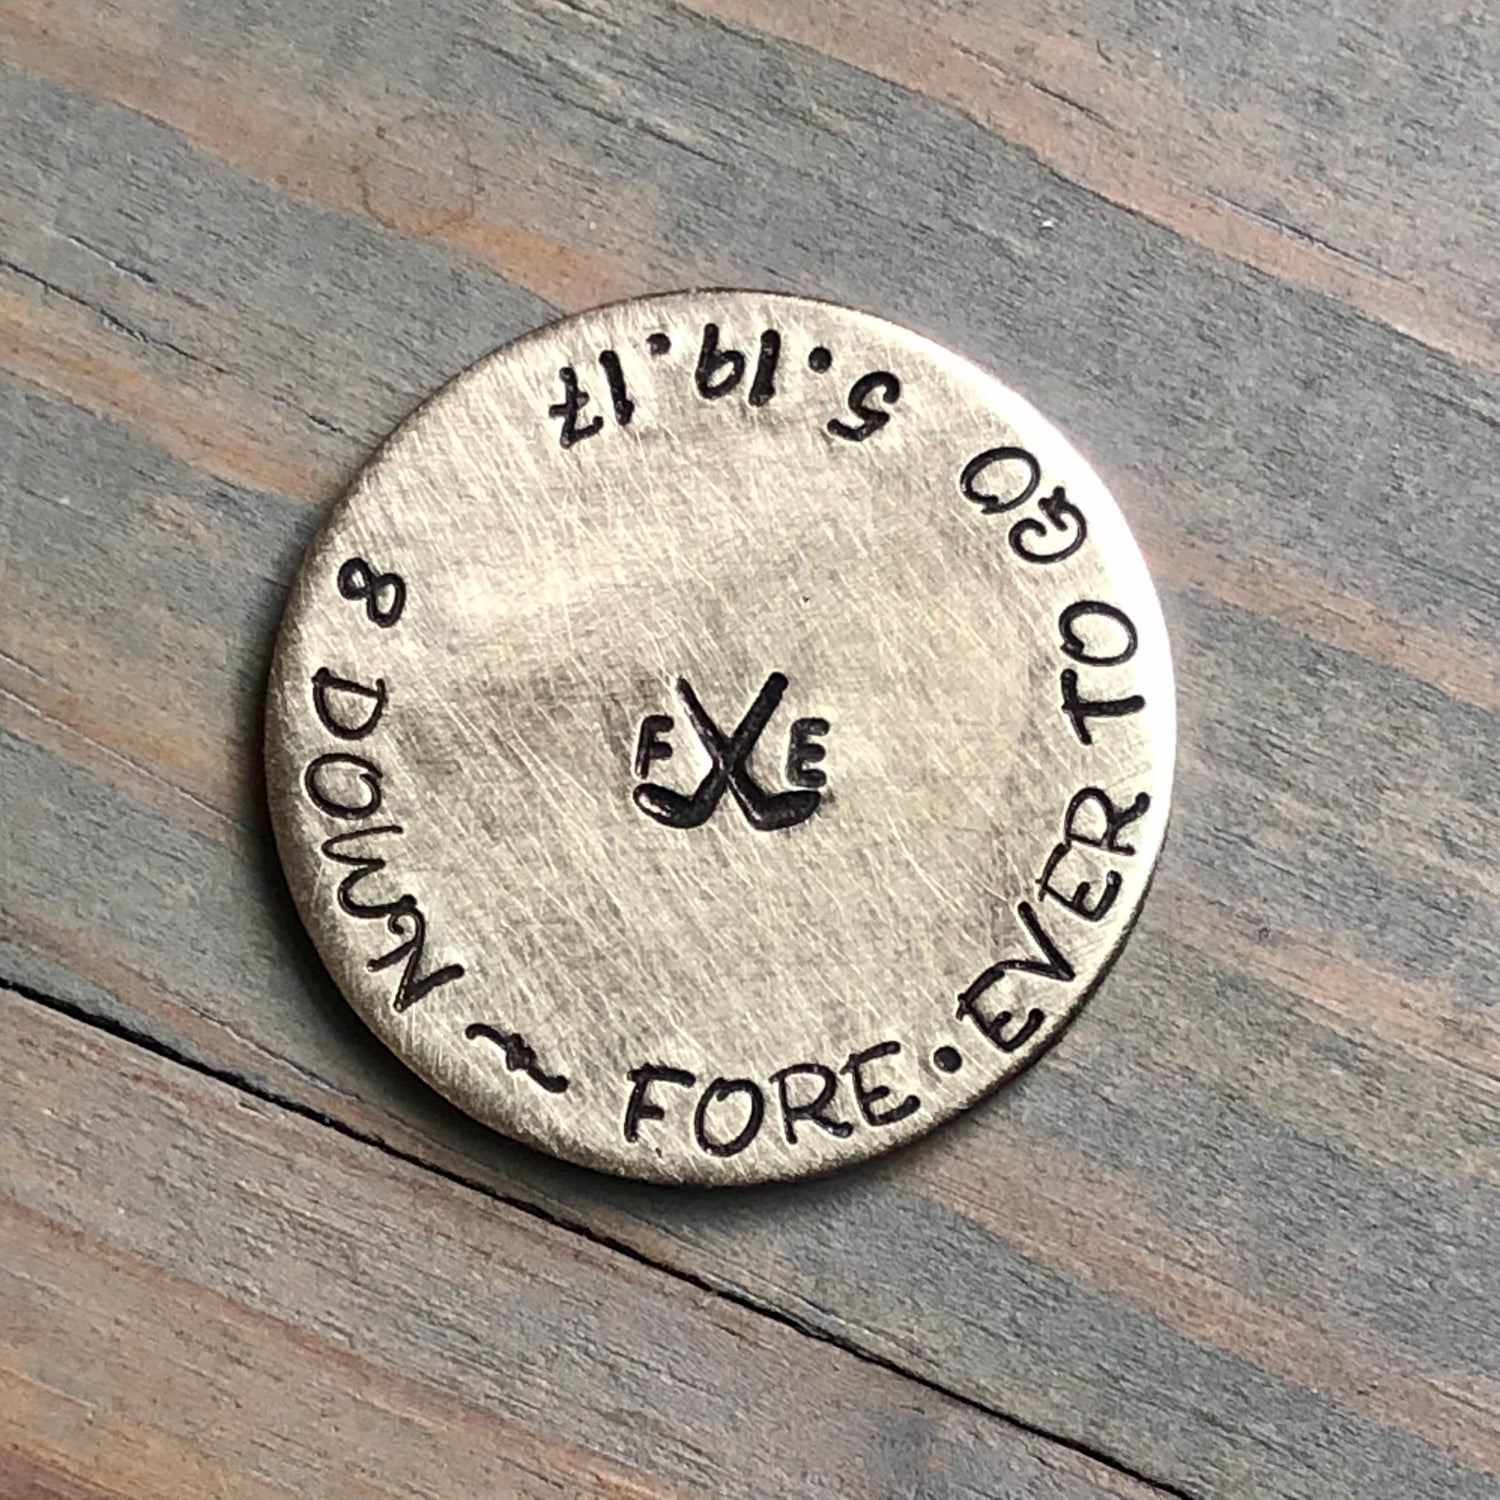 8 DOWN ~ FORE•EVER TO GO
5.19.17
F E